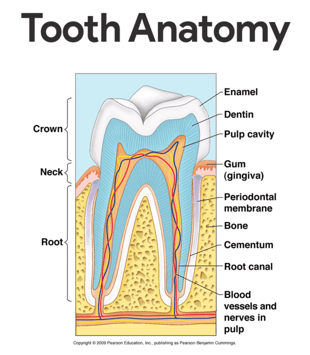 Tooth Anatomy
Crown
Neck
Root
Enamel
Dentin
Pulp cavity
Gum
(gingiva)
Periodontal
membrane
Bone
Cementum
Root canal
Blood
vessels and
nerves in
pulp
Copyright © 2009 Pearson Education, Inc., publishing as Pearson Benjamin Cummings.